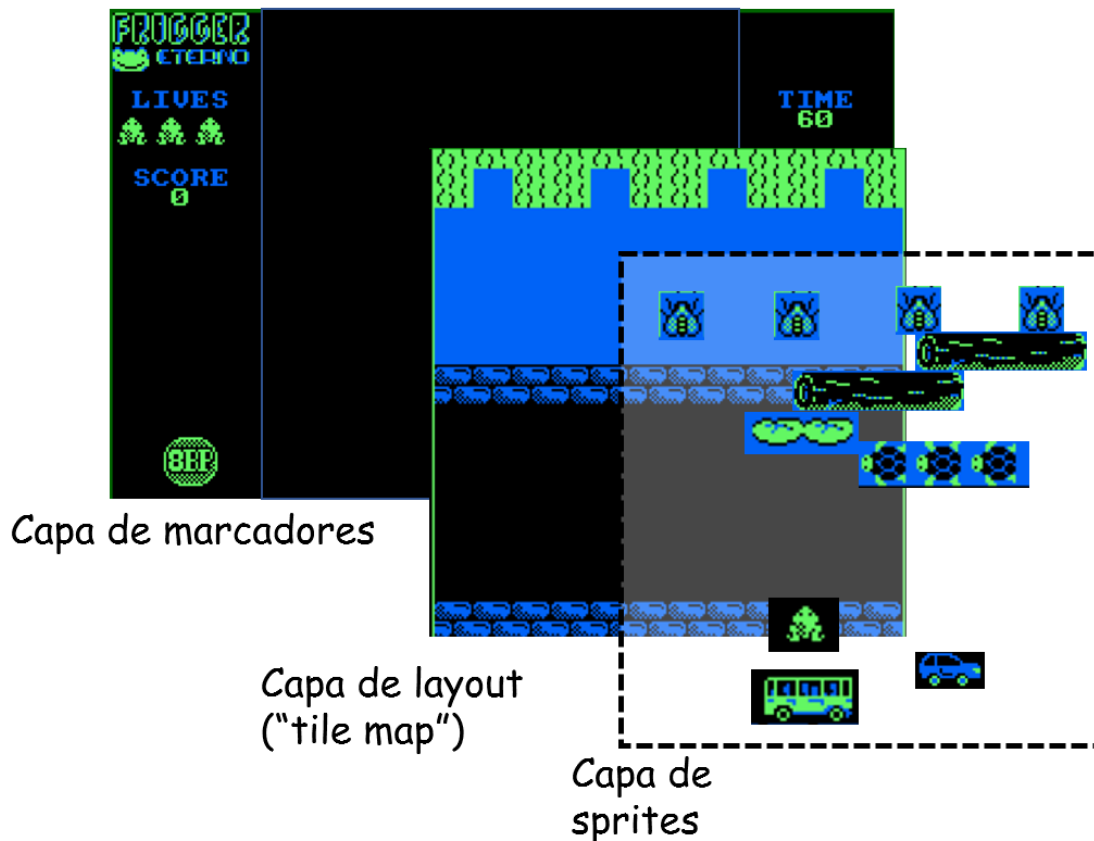 FRIGGER
ETERNO
LIVES
SCORE
0
TIME
60
8BP
Capa de marcadores
Capa de layout
(“tile map”)
Capa de
sprites